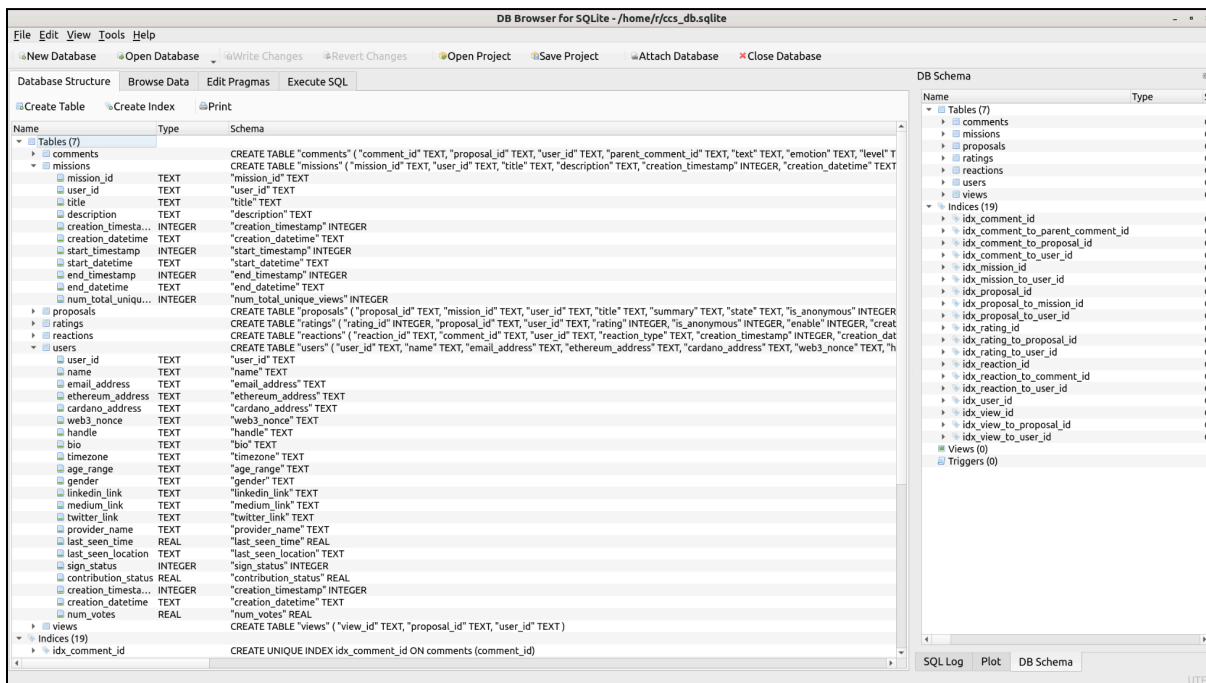 DB Browser for SQLite - /home/r/ccs_db.sqlite
File Edit View Tools Help
New Database Open Database Write Changes Revert Changes Open Project Save Project Attach Database Close Database
Database Structure Browse Data Edit Pragmas Execute SQL
Create Table Create Index Print
Name Type Schema
Tables (7)
comments CREATE TABLE "comments" ( "comment_id" TEXT, "proposal_id" TEXT, "user_id" TEXT, "parent_comment_id" TEXT, "text" TEXT, "emotion" TEXT, "level" T
missions CREATE TABLE "missions" ( "mission_id" TEXT, "user_id" TEXT, "title" TEXT, "description" TEXT, "creation_timestamp" INTEGER, "creation_datetime" TEXT
mission_id TEXT "mission_id" TEXT
user_id TEXT "user_id" TEXT
title TEXT "title" TEXT
description TEXT "description" TEXT
creation_timesta... INTEGER "creation_timestamp" INTEGER
creation_datetime TEXT "creation_datetime" TEXT
start_timestamp INTEGER "start_timestamp" INTEGER
start_datetime TEXT "start_datetime" TEXT
end_timestamp INTEGER "end_timestamp" INTEGER
end_datetime TEXT "end_datetime" TEXT
num_total_uniqu... INTEGER "num_total_unique_views" INTEGER
proposals CREATE TABLE "proposals" ( "proposal_id" TEXT, "mission_id" TEXT, "user_id" TEXT, "title" TEXT, "summary" TEXT, "state" TEXT, "is_anonymous" INTEGER
ratings CREATE TABLE "ratings" ( "rating_id" INTEGER, "proposal_id" TEXT, "user_id" TEXT, "rating" INTEGER, "is_anonymous" INTEGER, "enable" INTEGER, "creat
reactions CREATE TABLE "reactions" ( "reaction_id" TEXT, "comment_id" TEXT, "user_id" TEXT, "reaction_type" TEXT, "creation_timestamp" INTEGER, "creation_dat
users CREATE TABLE "users" ( "user_id" TEXT, "name" TEXT, "email_address" TEXT, "ethereum_address" TEXT, "cardano_address" TEXT, "web3_nonce" TEXT, "h
user_id TEXT "user_id" TEXT
name TEXT "name" TEXT
email_address TEXT "email_address" TEXT
ethereum_address TEXT "ethereum_address" TEXT
cardano_address TEXT "cardano_address" TEXT
web3_nonce TEXT "web3_nonce" TEXT
handle TEXT "handle" TEXT
bio TEXT "bio" TEXT
timezone TEXT "timezone" TEXT
age_range TEXT "age_range" TEXT
gender TEXT "gender" TEXT
linkedin_link TEXT "linkedin_link" TEXT
medium_link TEXT "medium_link" TEXT
twitter_link TEXT "twitter_link" TEXT
provider_name TEXT "provider_name" TEXT
last_seen_time REAL "last_seen_time" REAL
last_seen_location TEXT "last_seen_location" TEXT
sign_status INTEGER "sign_status" INTEGER
contribution_status REAL "contribution_status" REAL
creation_timesta... INTEGER "creation_timestamp" INTEGER
creation_datetime TEXT "creation_datetime" TEXT
num_votes REAL "num_votes" REAL
views CREATE TABLE "views" ( "view_id" TEXT, "proposal_id" TEXT, "user_id" TEXT )
Indices (19)
idx_comment_id CREATE UNIQUE INDEX idx_comment_id ON comments (comment_id)
DB Schema
Name Type
Tables (7)
comments
missions
proposals
ratings
reactions
users
views
Indices (19)
idx_comment_id
idx_comment_to_parent_comment_id
idx_comment_to_proposal_id
idx_comment_to_user_id
idx_mission_id
idx_mission_to_user_id
idx_proposal_id
idx_proposal_to_mission_id
idx_proposal_to_user_id
idx_rating_id
idx_rating_to_proposal_id
idx_rating_to_user_id
idx_reaction_id
idx_reaction_to_comment_id
idx_reaction_to_user_id
idx_user_id
idx_view_id
idx_view_to_proposal_id
idx_view_to_user_id
Views (0)
Triggers (0)
SQL Log Plot DB Schema